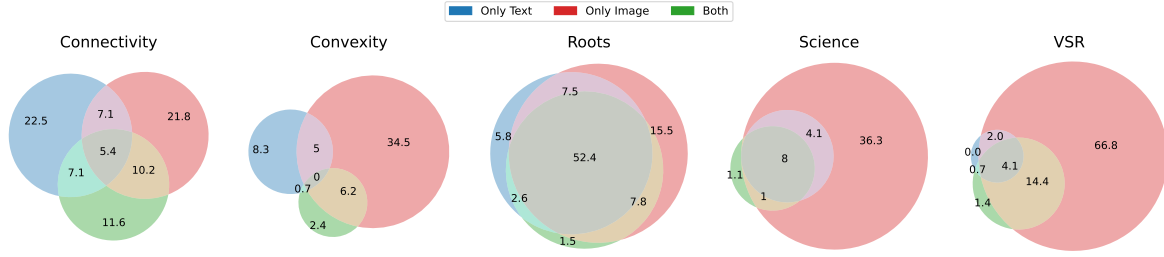 Only Text Only Image Both
Connectivity Convexity Roots Science VSR
22.5 7.1 21.8 5.4 7.1 10.2 11.6
8.3 5 34.5 0 0.7 6.2 2.4
5.8 7.5 15.5 52.4 2.6 7.8 1.5
4.1 36.3 8 1.1 1
0.0 2.0 66.8 4.1 0.7 14.4 1.4